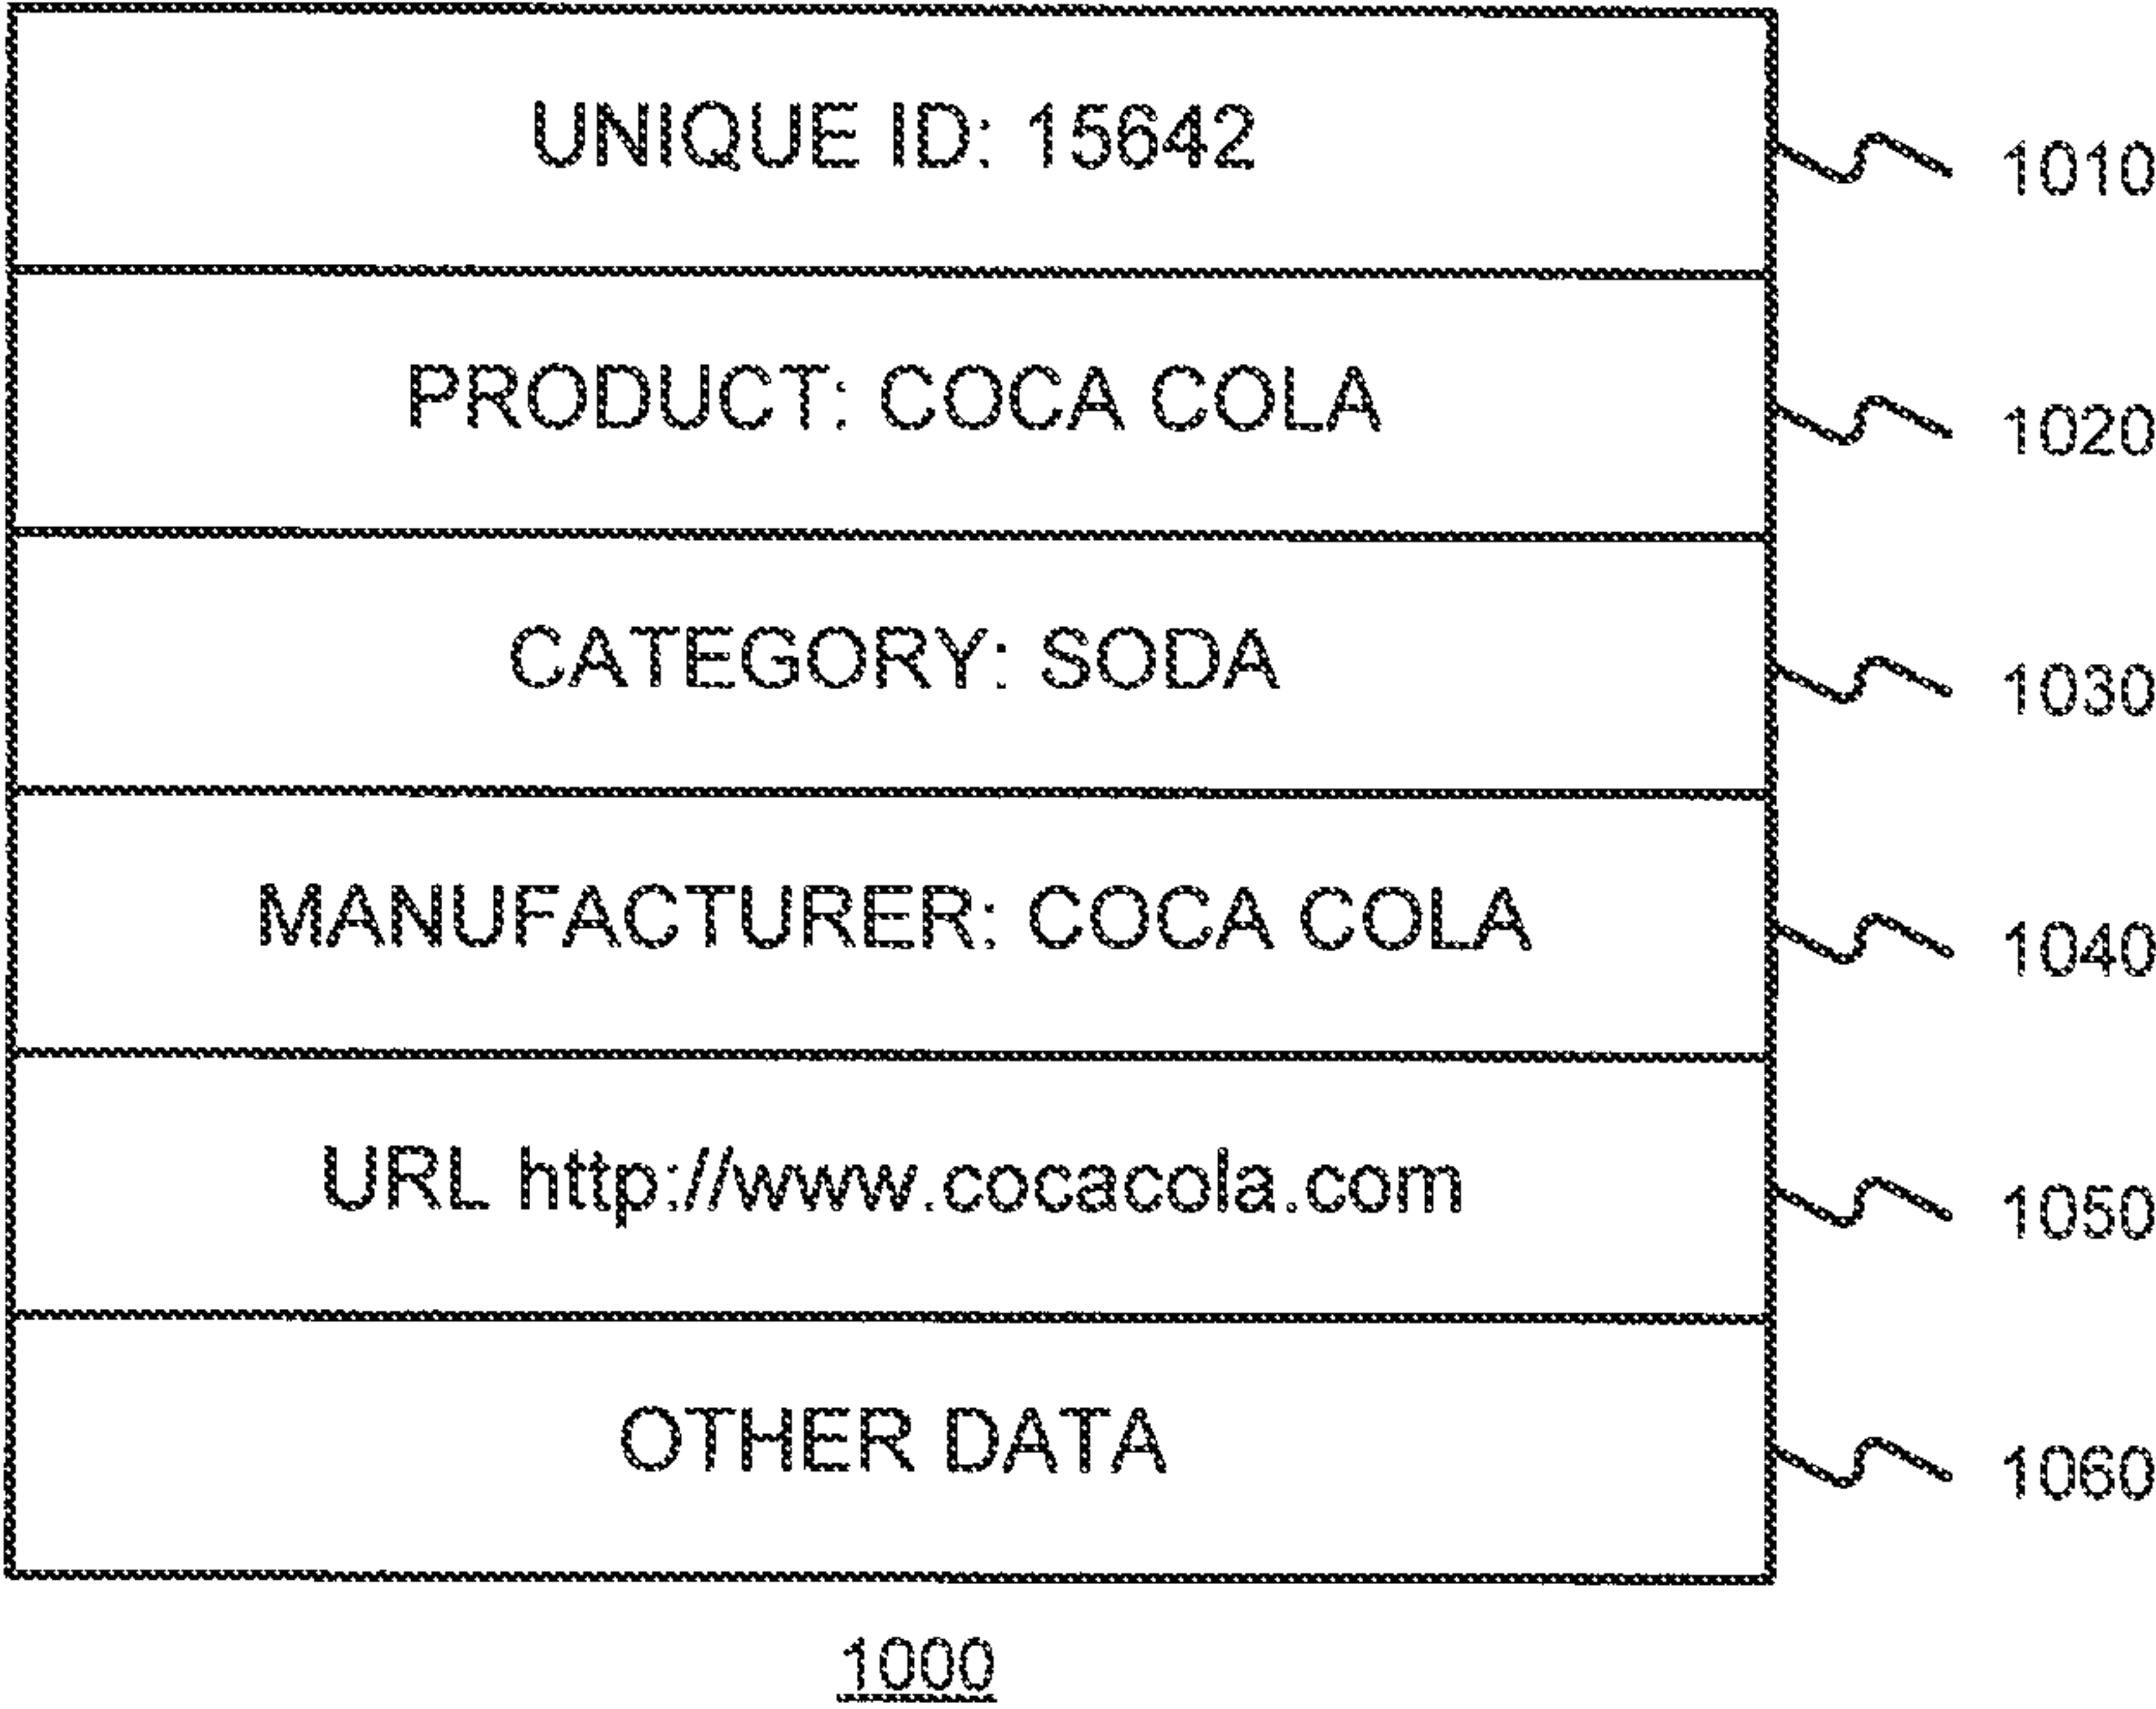 UNIQUE ID: 15642 1010
PRODUCT: COCA COLA 1020
CATEGORY: SODA 1030
MANUFACTURER: COCA COLA 1040
URL http://www.cocacola.com 1050
OTHER DATA 1060
1000